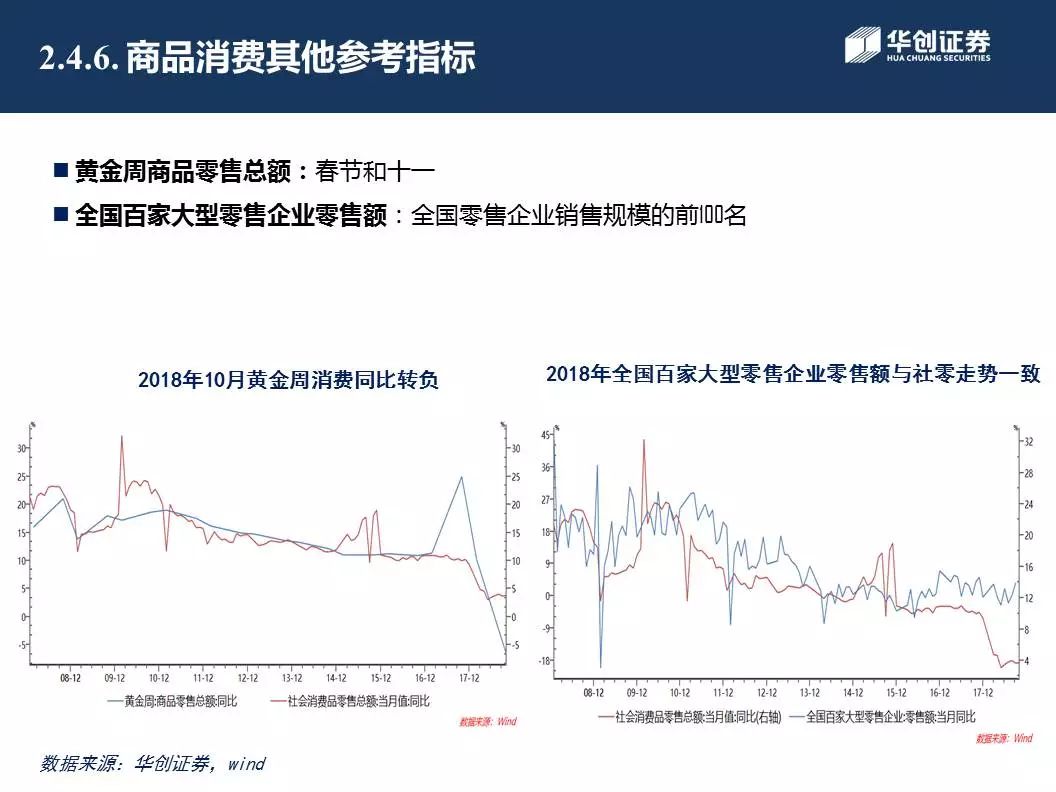 2.4.6. 商品消费其他参考指标
华创证券
HUA CHUANG SECURITIES
■ 黄金周商品零售总额：春节和十一
■ 全国百家大型零售企业零售额：全国零售企业销售规模的前100名
2018年10月黄金周消费同比转负
% %
30 30
25 25
20 20
15 15
10 10
5 5
0 0
-5 -5
08-12 09-12 10-12 11-12 12-12 13-12 14-12 15-12 16-12 17-12
黄金周:商品零售总额:同比 社会消费品零售总额:当月值:同比
数据来源：Wind
2018年全国百家大型零售企业零售额与社零走势一致
% %
45 32
36 28
27 24
18 20
9 16
0 12
-9 8
-18 4
08-12 09-12 10-12 11-12 12-12 13-12 14-12 15-12 16-12 17-12
社会消费品零售总额:当月值:同比(右轴) 全国百家大型零售企业:零售额:当月同比
数据来源：Wind
数据来源：华创证券，wind